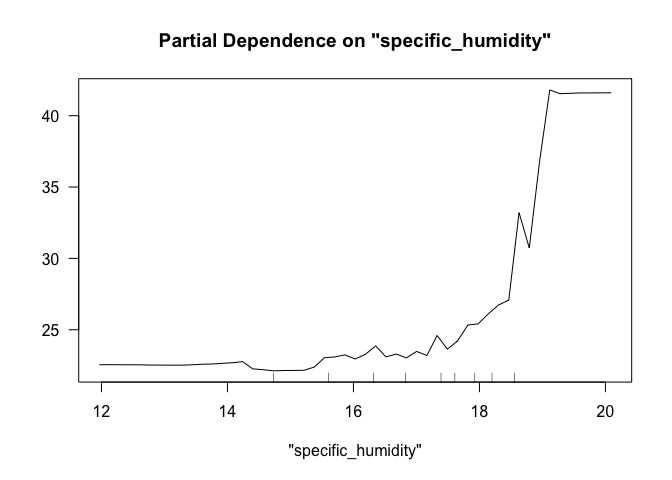 Partial Dependence on "specific_humidity"
40
35
30
25
12 14 16 18 20
"specific_humidity"